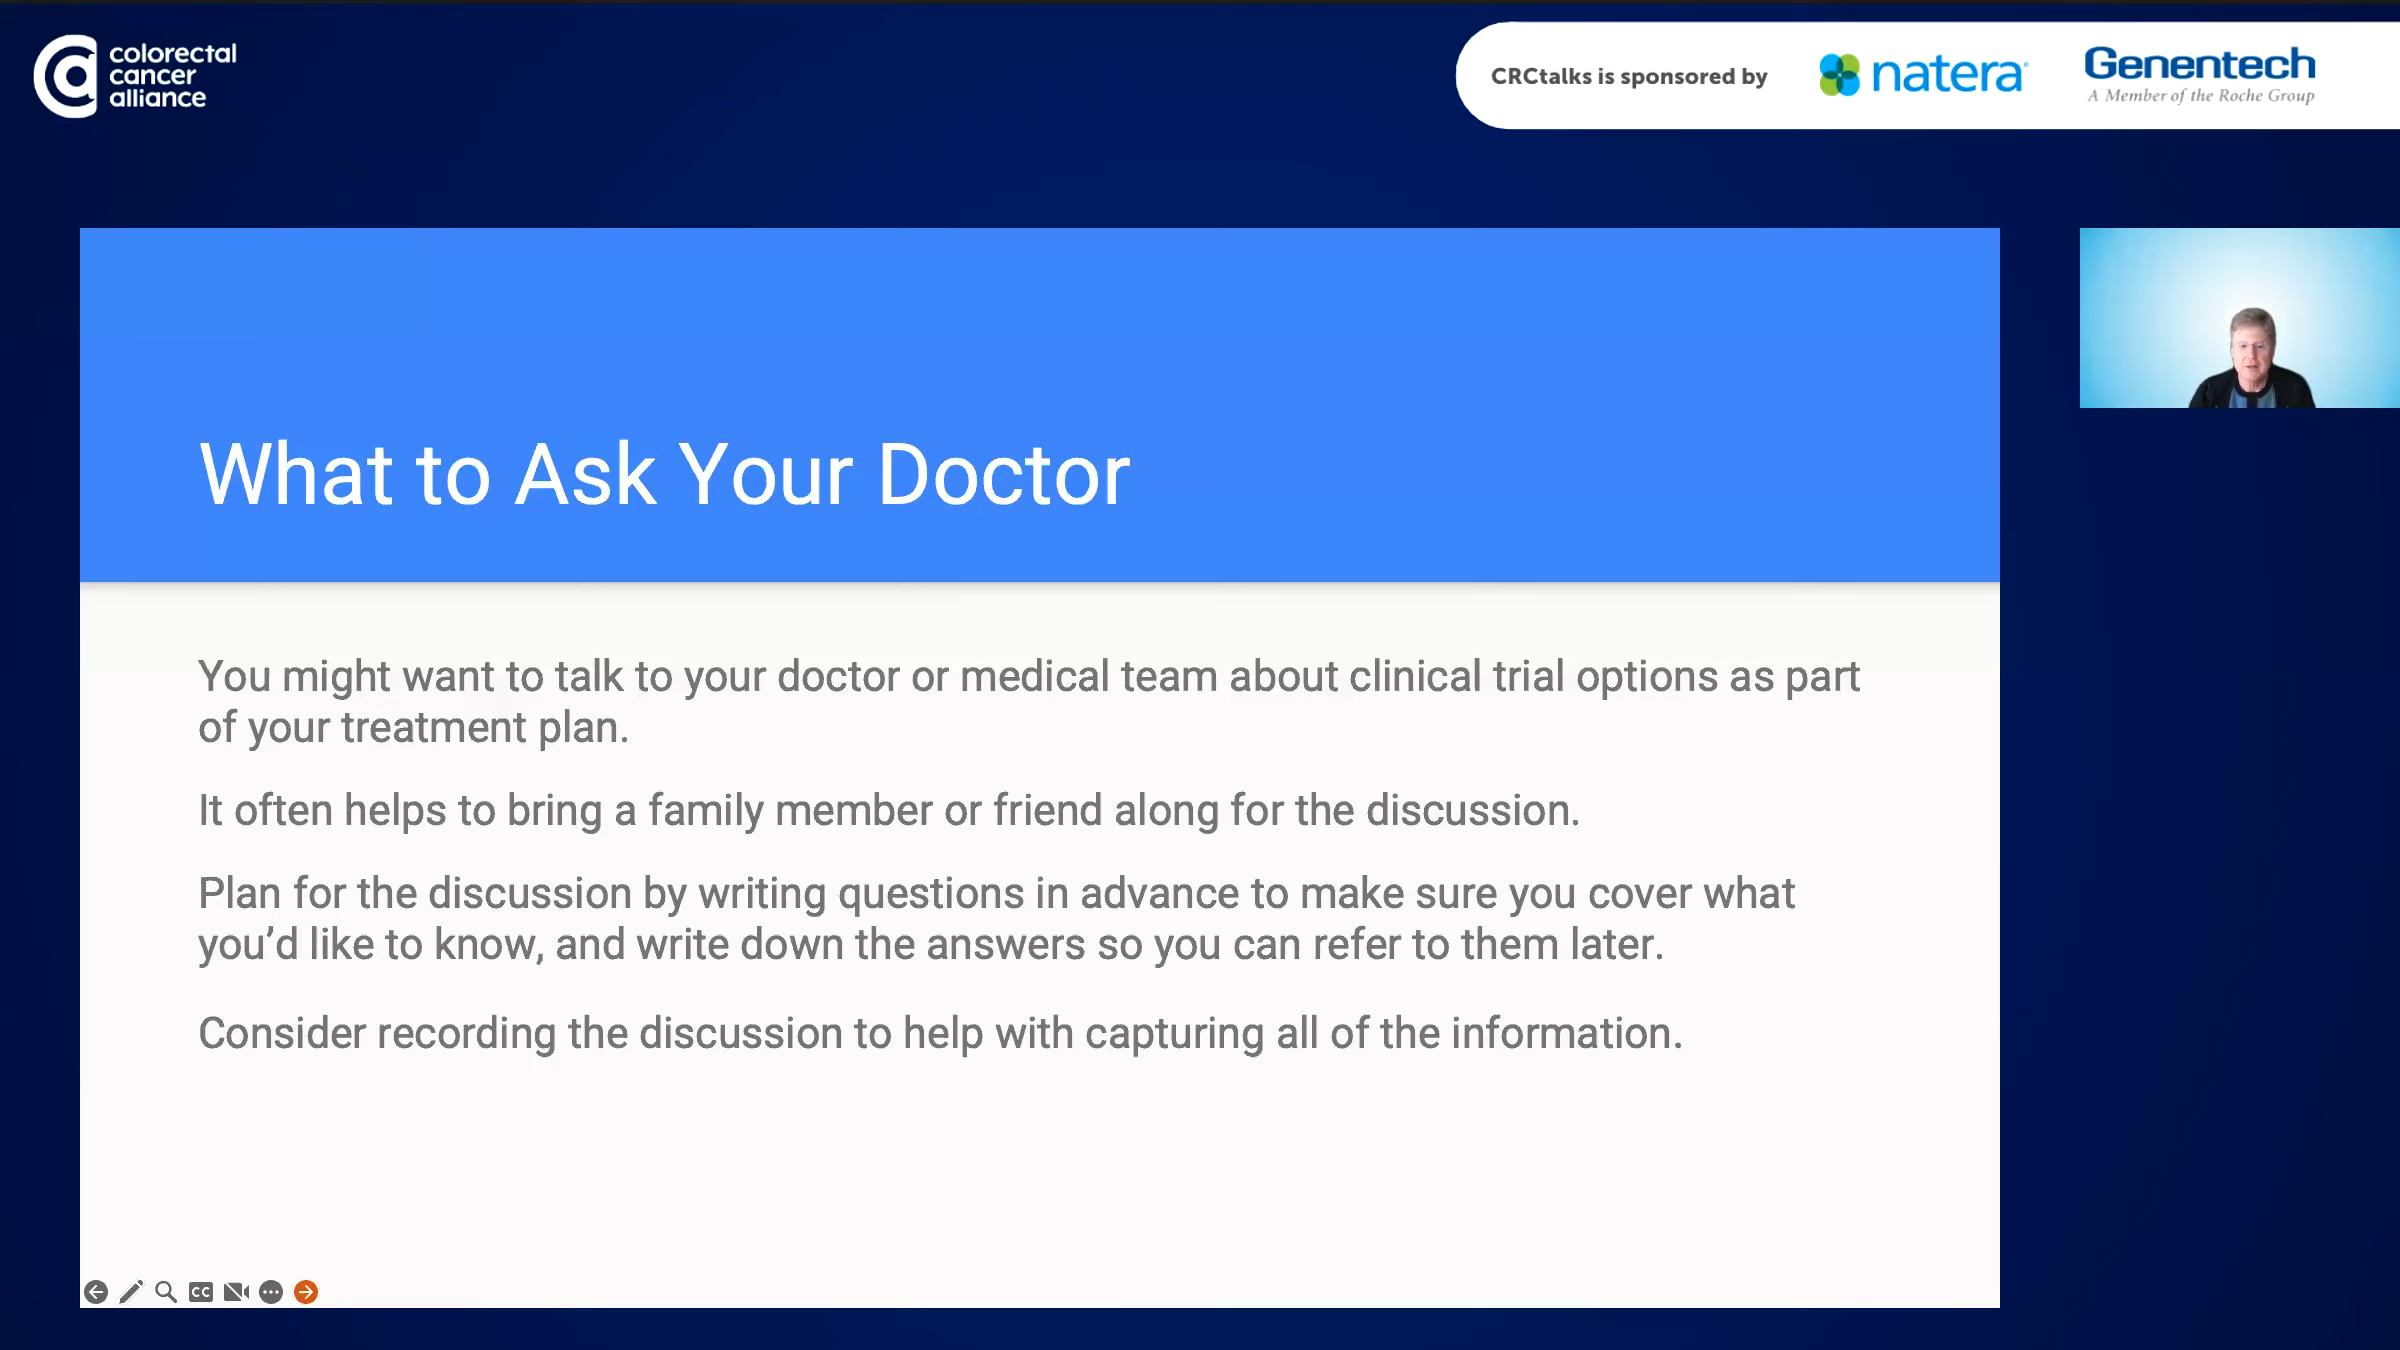 colorectal
cancer
alliance
CRCtalks is sponsored by
natera
Genentech
A Member of the Roche Group
What to Ask Your Doctor
You might want to talk to your doctor or medical team about clinical trial options as part
of your treatment plan.
It often helps to bring a family member or friend along for the discussion.
Plan for the discussion by writing questions in advance to make sure you cover what
you’d like to know, and write down the answers so you can refer to them later.
Consider recording the discussion to help with capturing all of the information.
CC